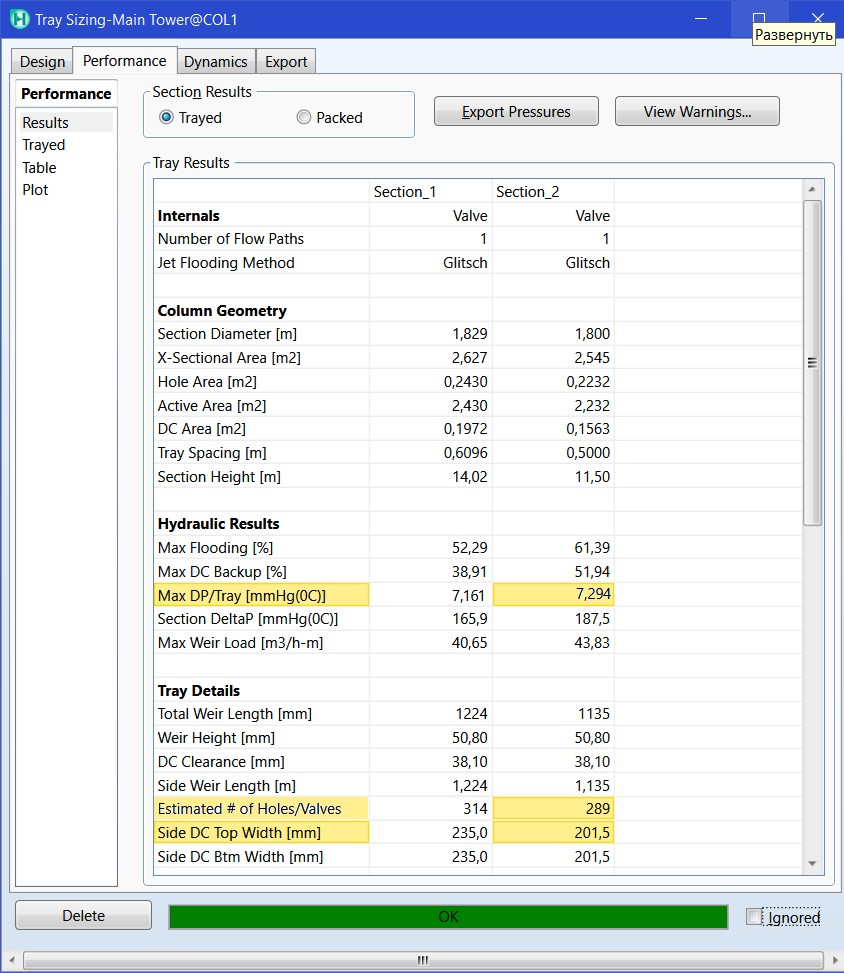 Tray Sizing-Main Tower@COL1
Развернуть
Design Performance Dynamics Export
Performance
Results
Trayed
Table
Plot
Section Results
Trayed Packed
Export Pressures View Warnings...
Tray Results
Section_1 Section_2
Internals Valve Valve
Number of Flow Paths 1 1
Jet Flooding Method Glitsch Glitsch
Column Geometry
Section Diameter [m] 1,829 1,800
X-Sectional Area [m2] 2,627 2,545
Hole Area [m2] 0,2430 0,2232
Active Area [m2] 2,430 2,232
DC Area [m2] 0,1972 0,1563
Tray Spacing [m] 0,6096 0,5000
Section Height [m] 14,02 11,50
Hydraulic Results
Max Flooding [%] 52,29 61,39
Max DC Backup [%] 38,91 51,94
Max DP/Tray [mmHg(0C)] 7,161 7,294
Section DeltaP [mmHg(0C)] 165,9 187,5
Max Weir Load [m3/h-m] 40,65 43,83
Tray Details
Total Weir Length [mm] 1224 1135
Weir Height [mm] 50,80 50,80
DC Clearance [mm] 38,10 38,10
Side Weir Length [m] 1,224 1,135
Estimated # of Holes/Valves 314 289
Side DC Top Width [mm] 235,0 201,5
Side DC Btm Width [mm] 235,0 201,5
Delete OK Ignored